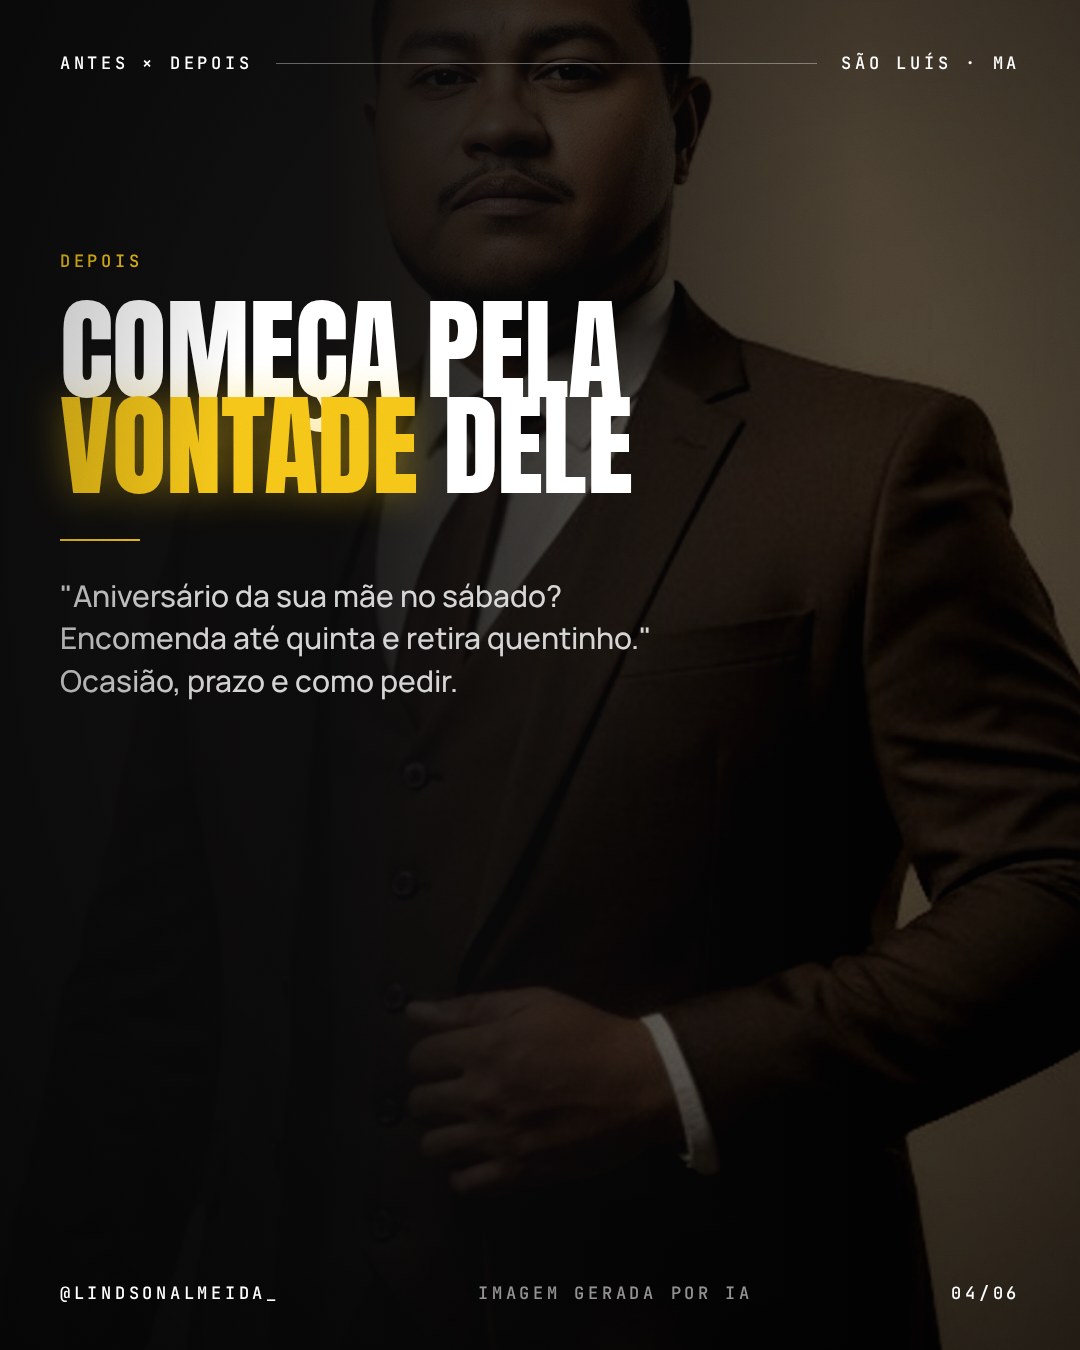 ANTES × DEPOIS
SÃO LUÍS · MA
DEPOIS
COMEÇA PELA
VONTADE DELE
"Aniversário da sua mãe no sábado?
Encomenda até quinta e retira quentinho."
Ocasião, prazo e como pedir.
@LINDSONALMEIDA_
IMAGEM GERADA POR IA
04/06